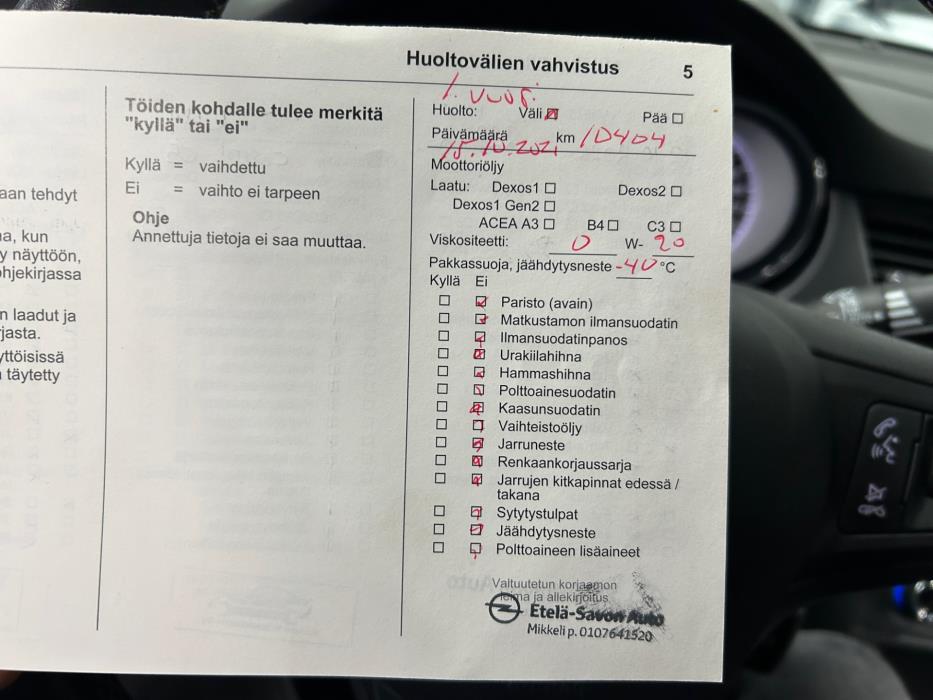 Huoltovälien vahvistus 5
aan tehdyt
a, kun
y näyttöön,
hjekirjassa
n laadut ja
jasta.
yttöisissä
täytetty
Töiden kohdalle tulee merkitä
"kyllä" tai "ei"
Kyllä = vaihdettu
Ei = vaihto ei tarpeen
Ohje
Annettuja tietoja ei saa muuttaa.
1. vuos.
Huolto: Väli Pää
Päivämäärä km 10404
15.10.2021
Moottoriöljy
Laatu: Dexos1 Dexos2
Dexos1 Gen2
ACEA A3 B4 C3
Viskositeetti: 0 W- 20
Pakkassuoja, jäähdytysneste -40 °C
Kyllä Ei
Paristo (avain)
Matkustamon ilmansuodatin
Ilmansuodatinpanos
Urakiilahihna
Hammashihna
Polttoainesuodatin
Kaasunsuodatin
Vaihteistoöljy
Jarruneste
Renkaankorjaussarja
Jarrujen kitkapinnat edessä /
takana
Sytytystulpat
Jäähdytysneste
Polttoaineen lisäaineet
Valtuutetun korjaamon
leima ja allekirjoitus
Etelä-Savon Auto
Mikkeli p. 0107641520